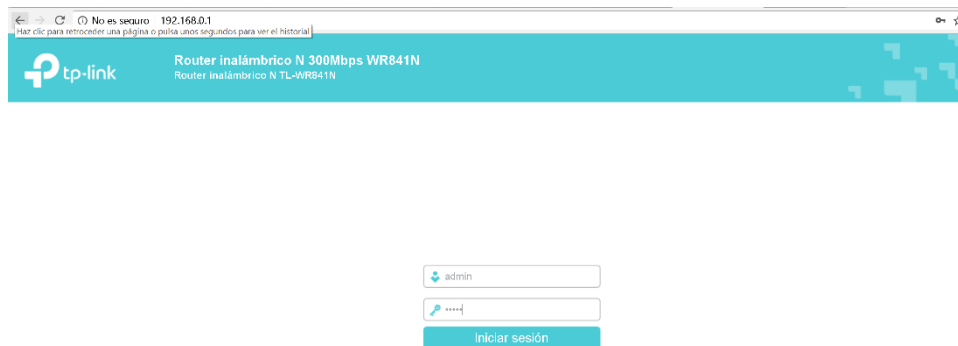 No es seguro 192.168.0.1
Haz clic para retroceder una página o pulsa unos segundos para ver el historial
tp-link
Router inalámbrico N 300Mbps WR841N
Router inalámbrico N TL-WR841N
admin
•••••
Iniciar sesión